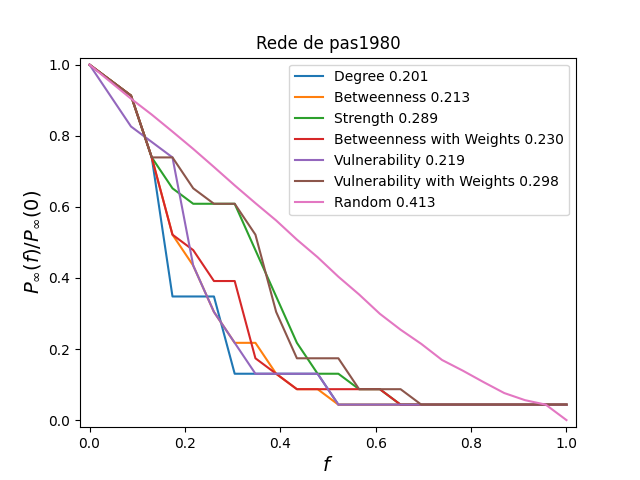 Rede de pas1980
Degree 0.201
Betweenness 0.213
Strength 0.289
Betweenness with Weights 0.230
Vulnerability 0.219
Vulnerability with Weights 0.298
Random 0.413
P∞(f)/P∞(0)
1.0
0.8
0.6
0.4
0.2
0.0
0.0 0.2 0.4 0.6 0.8 1.0
f